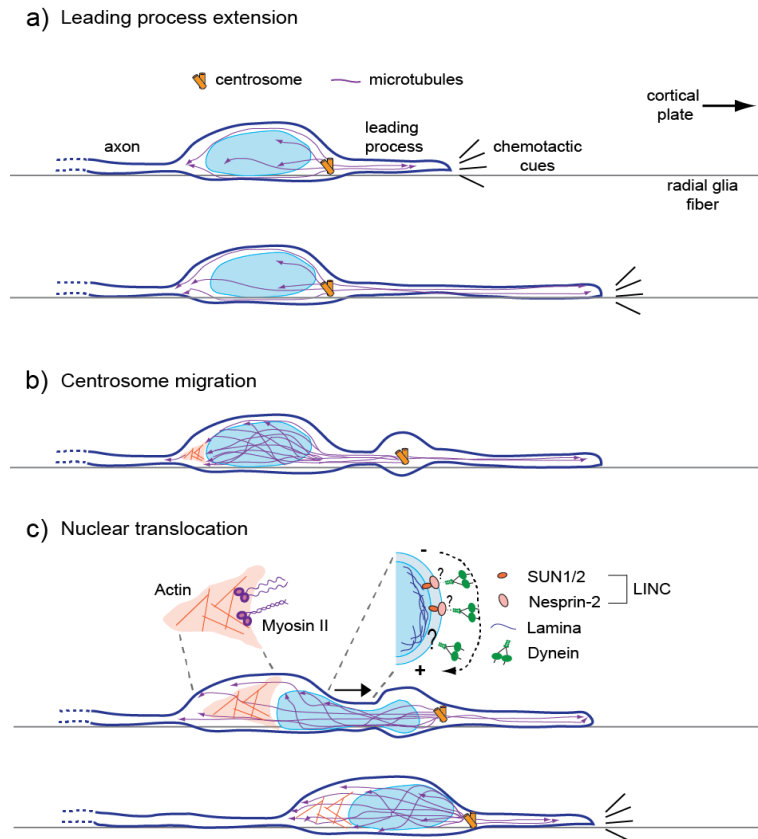 a) Leading process extension
centrosome
microtubules
cortical
plate
axon
leading
process
chemotactic
cues
radial glia
fiber
b) Centrosome migration
c) Nuclear translocation
Actin
Myosin II
-
?
?
?
+
SUN1/2
Nesprin-2
LINC
Lamina
Dynein